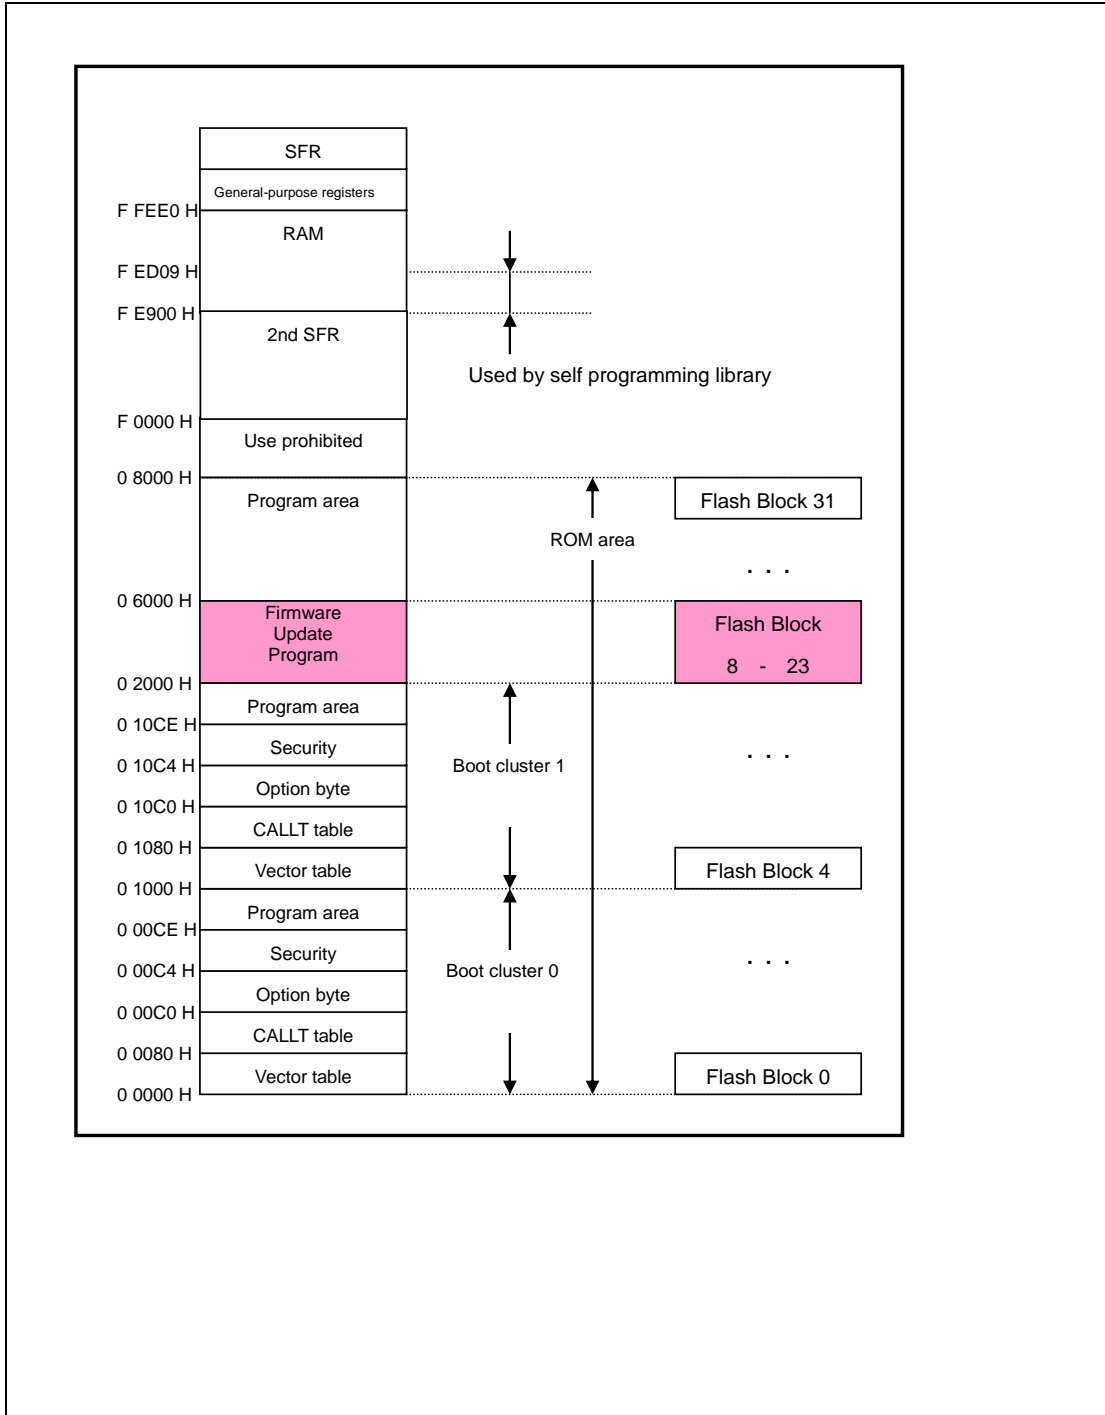 SFR
General-purpose registers
F FEE0 H
RAM
F ED09 H
F E900 H
2nd SFR
Used by self programming library
F 0000 H
Use prohibited
0 8000 H
Program area
Flash Block 31
ROM area
. . .
0 6000 H
Firmware
Update
Program
Flash Block
8 - 23
0 2000 H
Program area
0 10CE H
Security
Boot cluster 1
. . .
0 10C4 H
Option byte
0 10C0 H
CALLT table
0 1080 H
Vector table
Flash Block 4
0 1000 H
Program area
0 00CE H
Security
Boot cluster 0
. . .
0 00C4 H
Option byte
0 00C0 H
CALLT table
0 0080 H
Vector table
Flash Block 0
0 0000 H